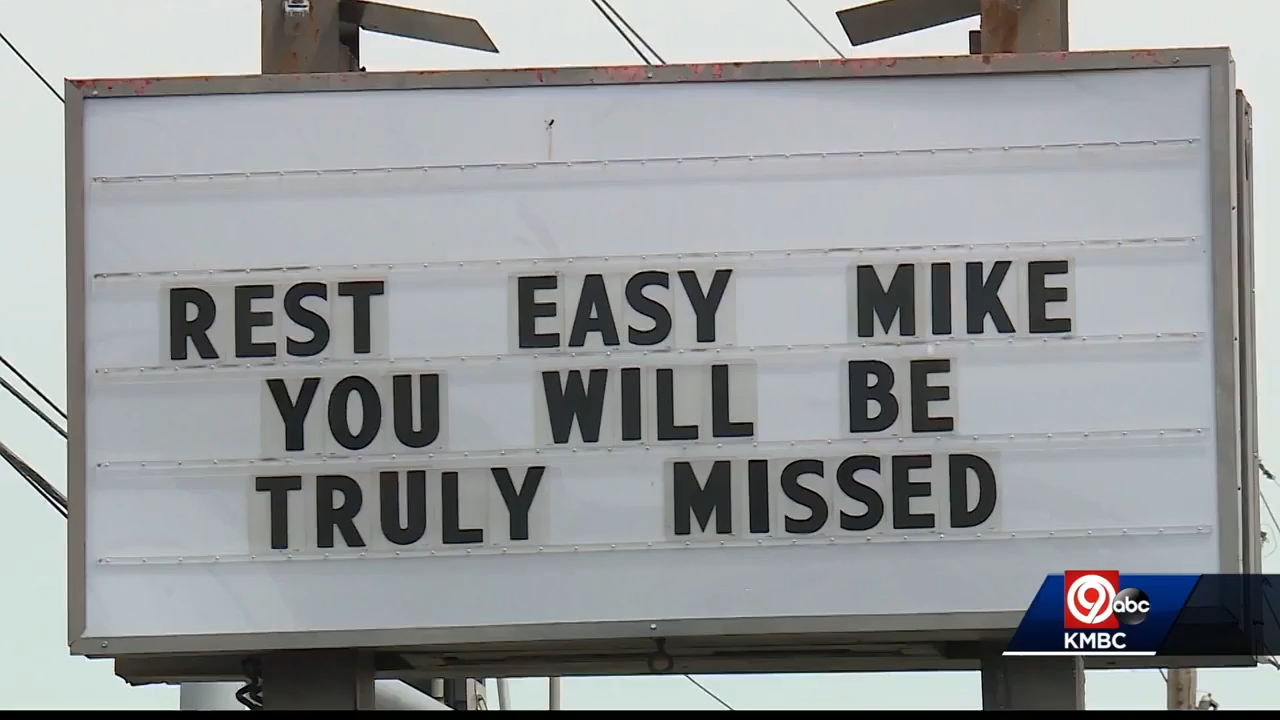 REST EASY MIKE
YOU WILL BE
TRULY MISSED
9 abc
KMBC